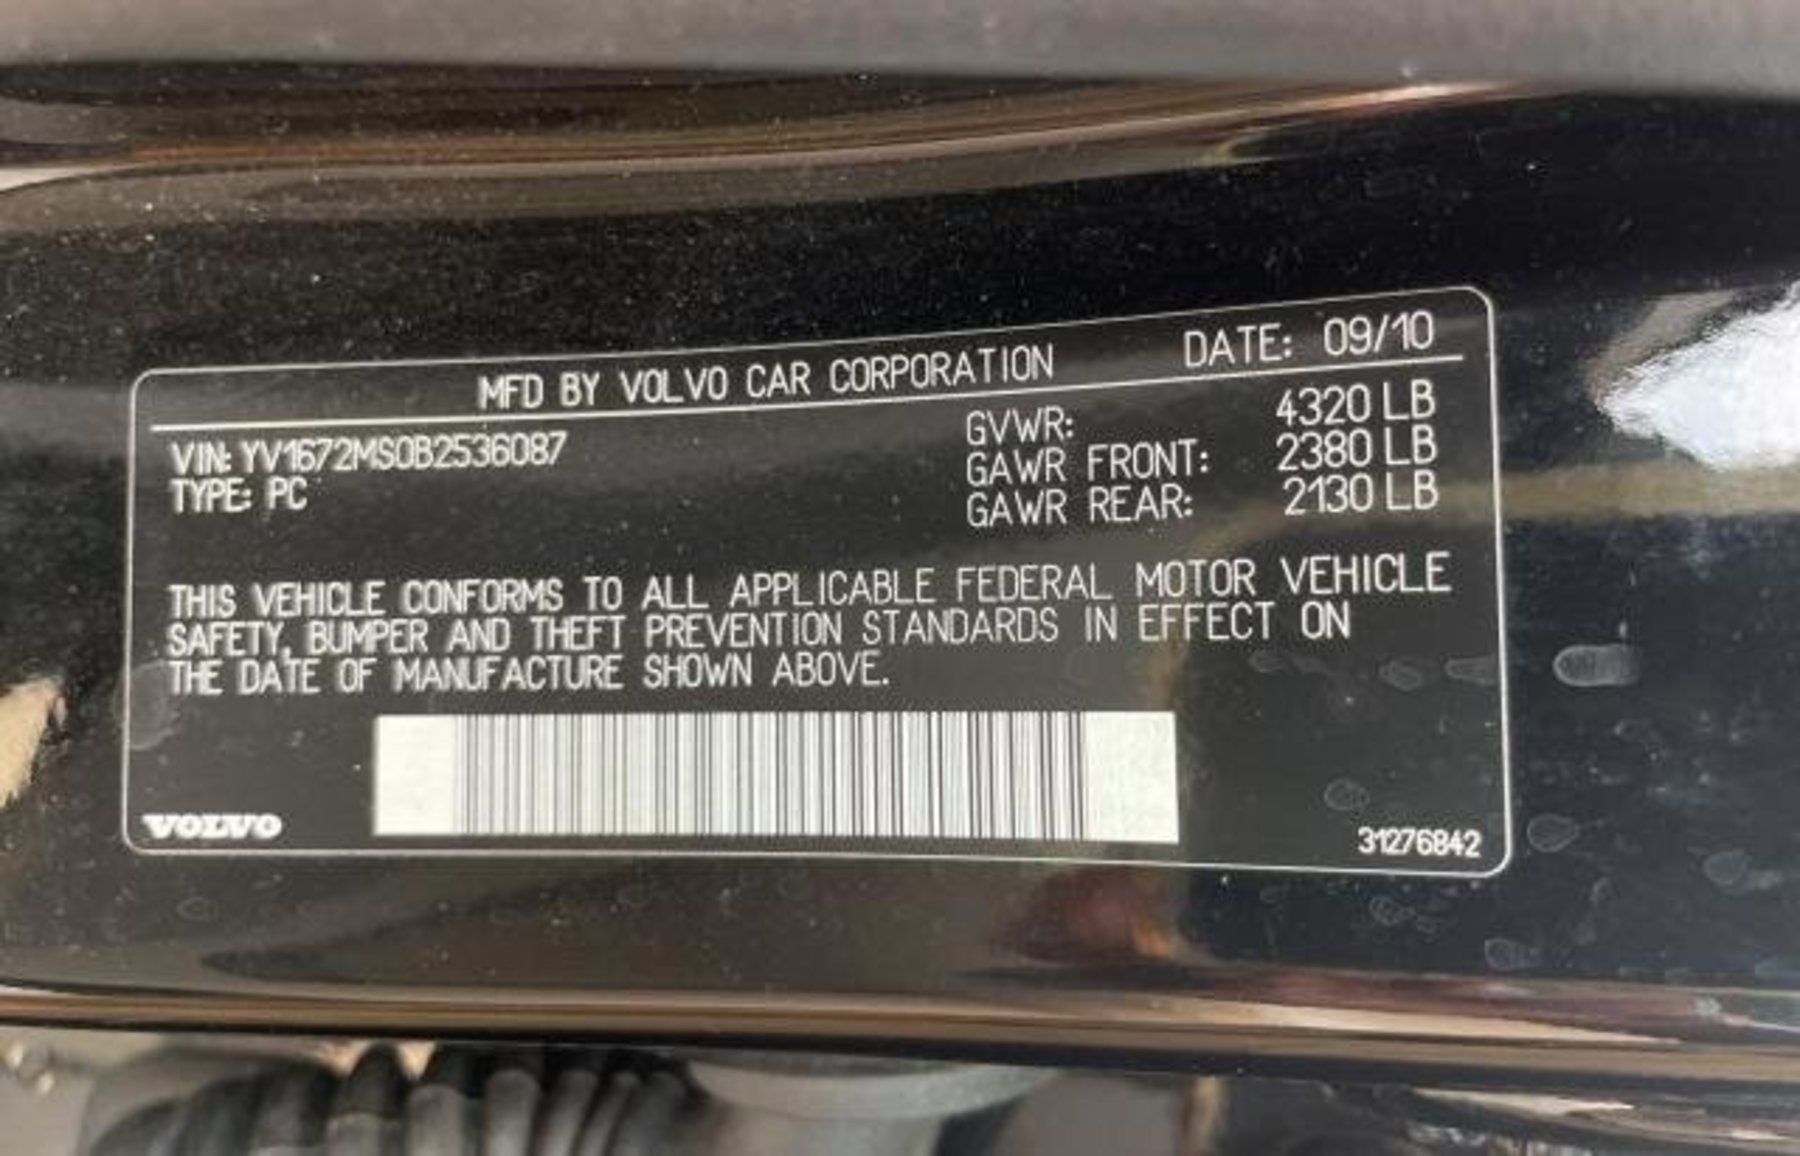 MFD BY VOLVO CAR CORPORATION DATE: 09/10
VIN: YV1672MS0B2536087 GVWR: 4320 LB
TYPE: PC GAWR FRONT: 2380 LB
GAWR REAR: 2130 LB
THIS VEHICLE CONFORMS TO ALL APPLICABLE FEDERAL MOTOR VEHICLE
SAFETY, BUMPER AND THEFT PREVENTION STANDARDS IN EFFECT ON
THE DATE OF MANUFACTURE SHOWN ABOVE.
VOLVO 31276842